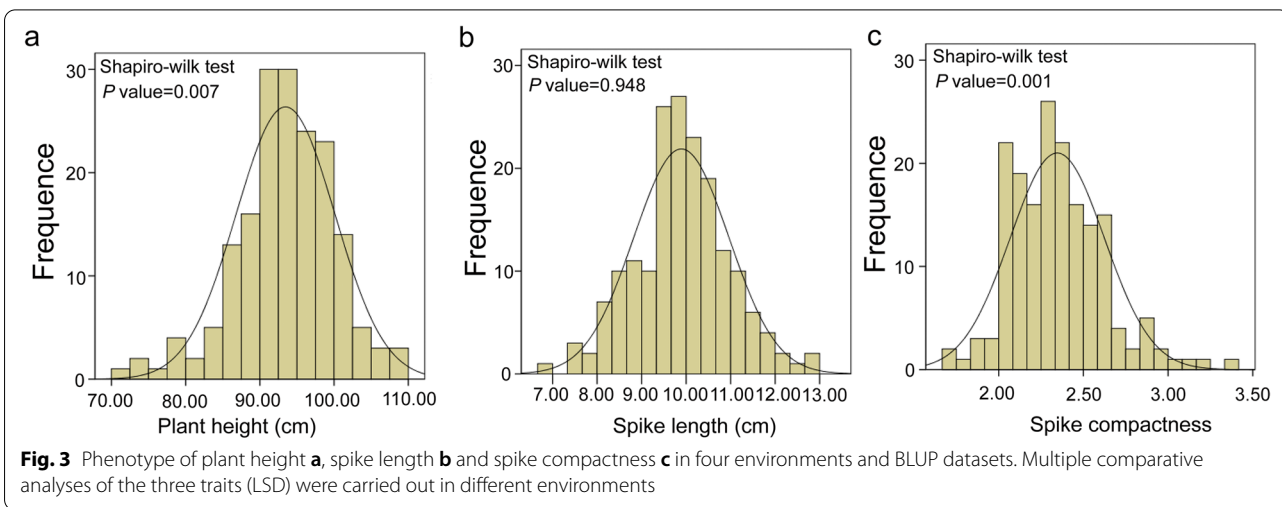 a
Shapiro-wilk test
P value=0.007
30
20
10
0
Frequence
70.00 80.00 90.00 100.00 110.00
Plant height (cm)
b
Shapiro-wilk test
P value=0.948
30
20
10
0
Frequence
7.00 8.00 9.00 10.00 11.00 12.00 13.00
Spike length (cm)
c
Shapiro-wilk test
P value=0.001
30
20
10
0
Frequence
2.00 2.50 3.00 3.50
Spike compactness
Fig. 3 Phenotype of plant height a, spike length b and spike compactness c in four environments and BLUP datasets. Multiple comparative
analyses of the three traits (LSD) were carried out in different environments